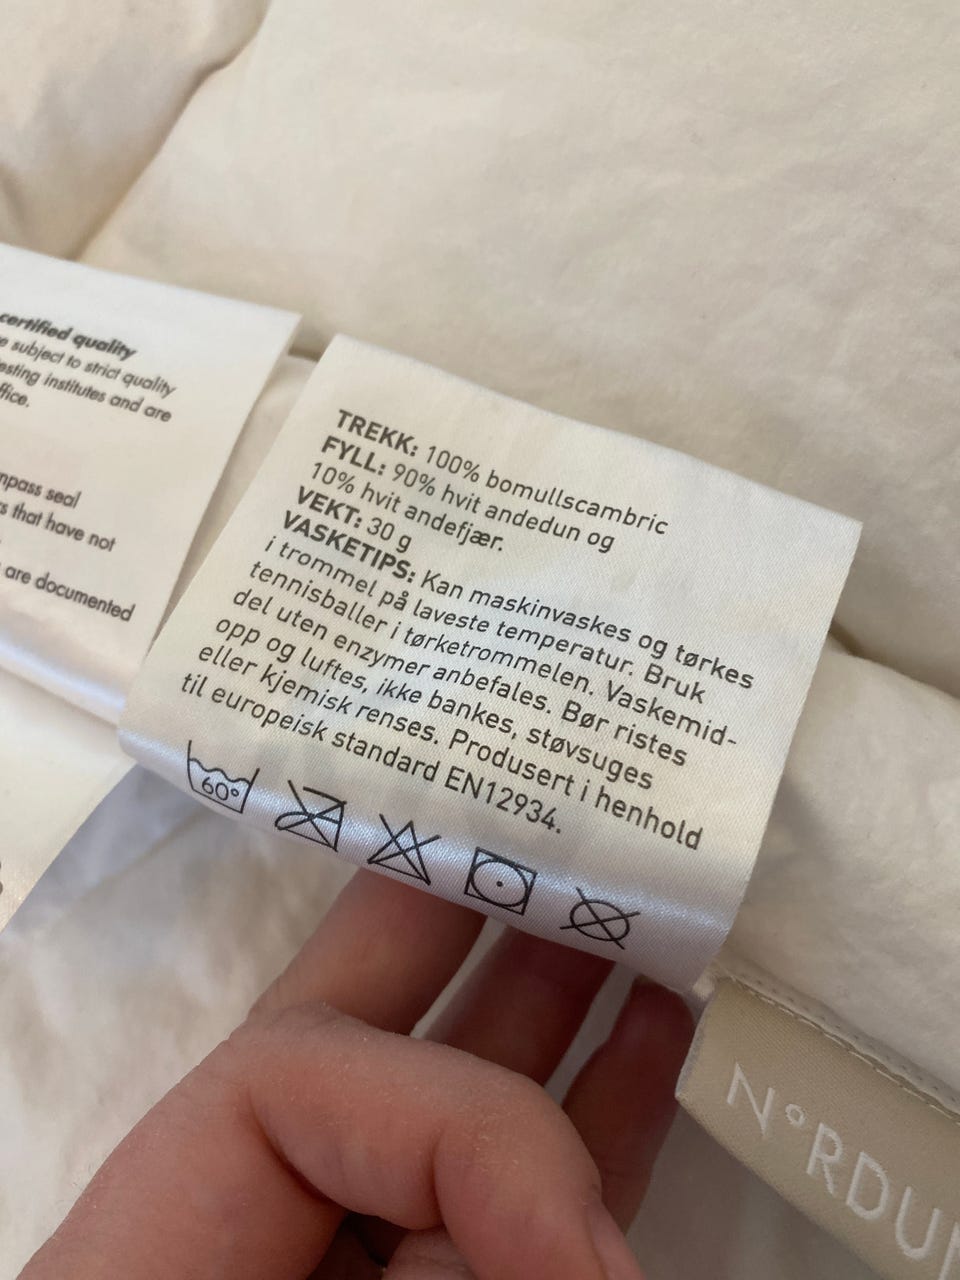 certified quality
subject to strict quality
institutes and are
seal
that have not
are documented
TREKK: 100% bomullscambric
FYLL: 90% hvit andedun og
10% hvit andefjær.
VEKT: 30 g
VASKETIPS: Kan maskinvaskes og tørkes
i trommel på laveste temperatur. Bruk
tennisballer i tørketrommelen. Vaskemid-
del uten enzymer anbefales. Bør ristes
opp og luftes, ikke bankes, støvsuges
eller kjemisk renses. Produsert i henhold
til europeisk standard EN12934.
60°
N°RDU